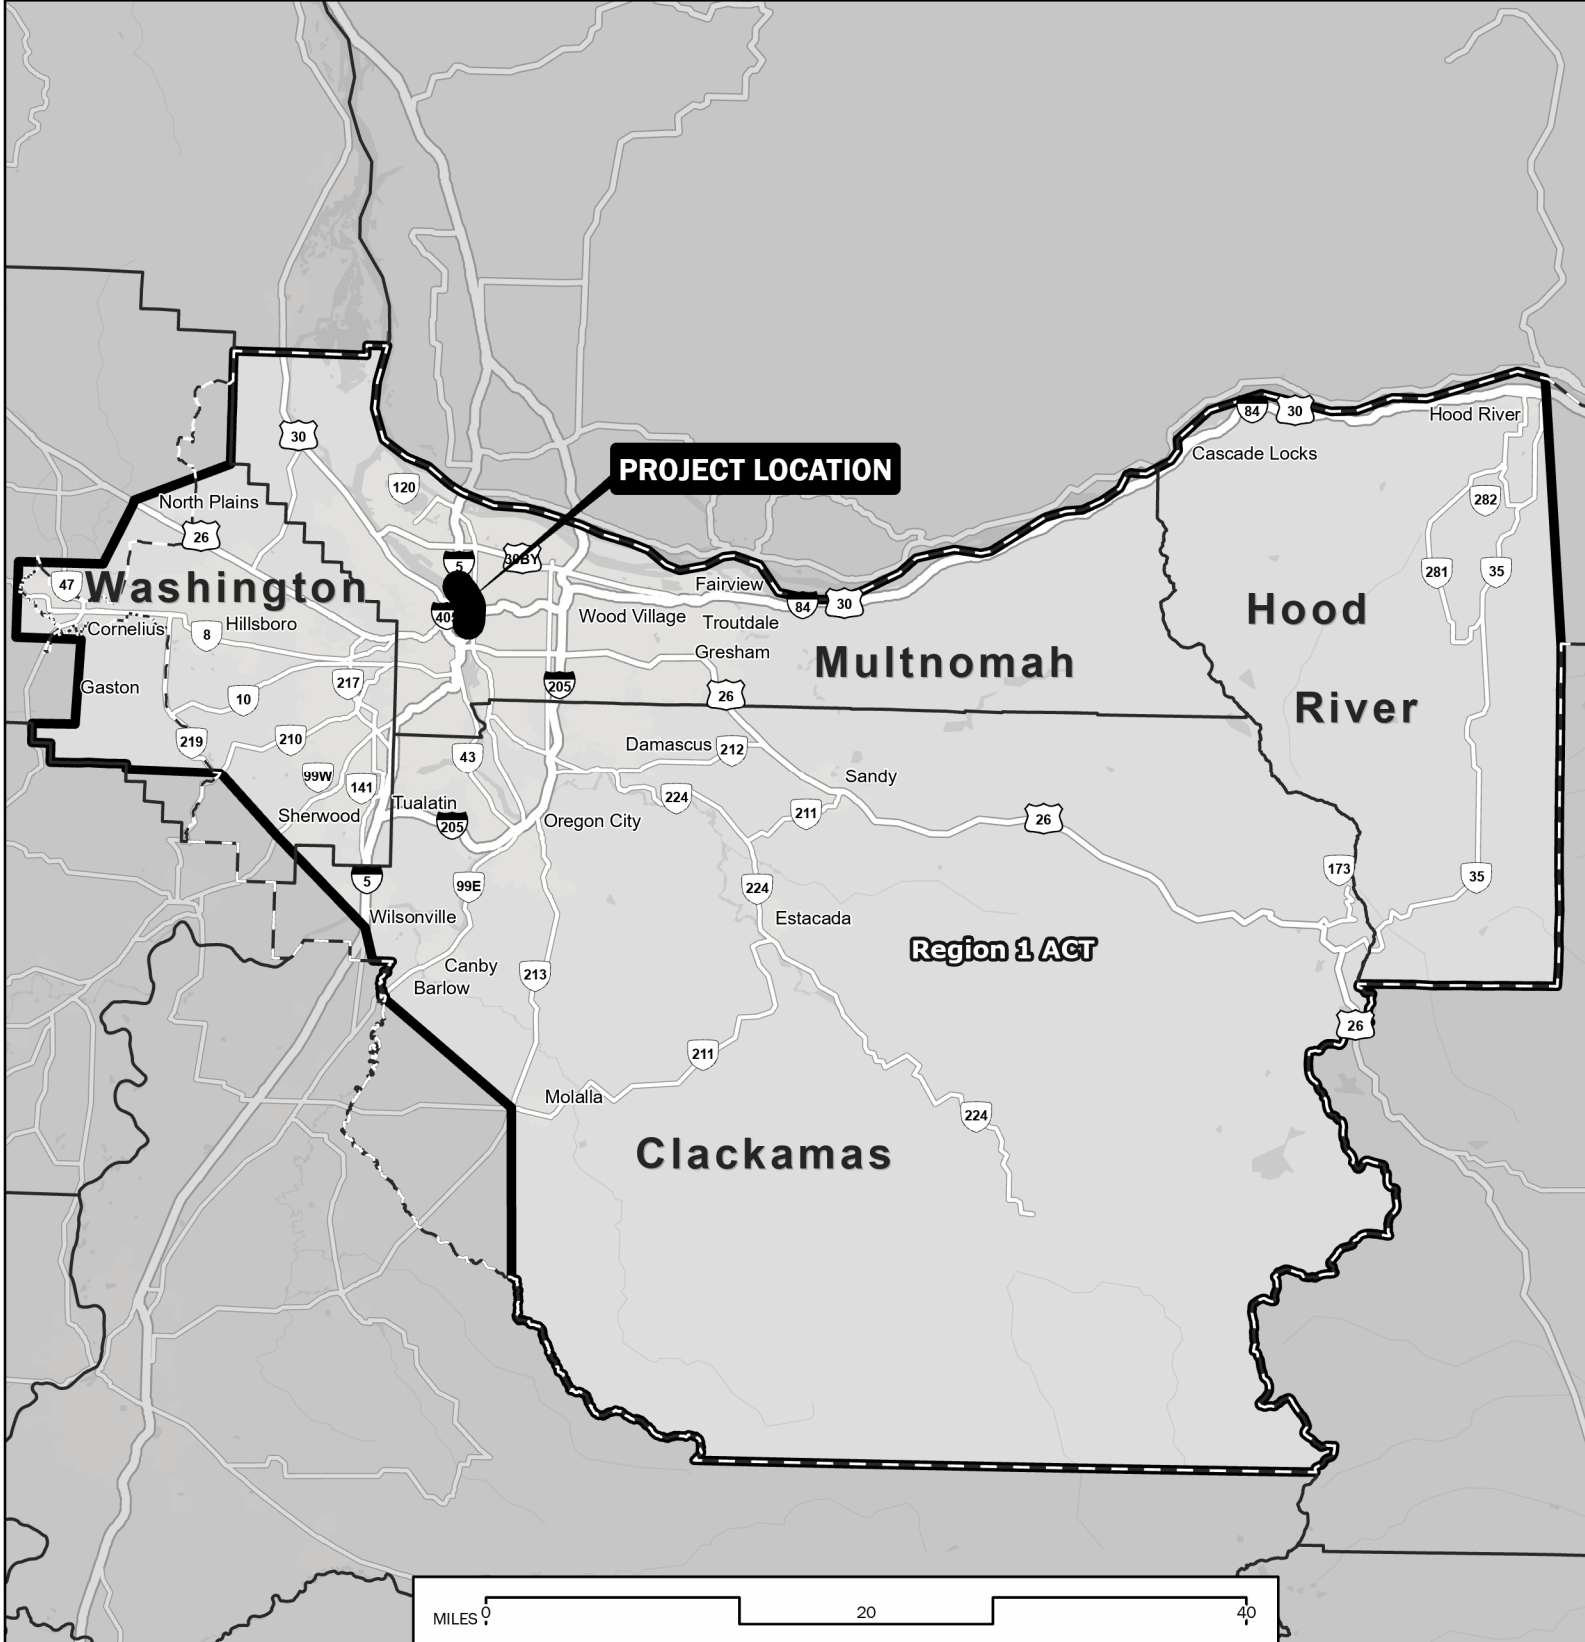 84
30
Hood River
30
Cascade Locks
PROJECT LOCATION
120
North Plains
282
26
5
30BY
47
Washington
Fairview
281
35
405
84
30
Hood
Wood Village
Troutdale
Cornelius
8
Hillsboro
Gresham
Multnomah
217
205
Gaston
10
26
River
219
210
43
Damascus
212
99W
141
Sandy
Tualatin
224
211
Sherwood
205
Oregon City
26
5
99E
224
173
35
Wilsonville
Estacada
Region 1 ACT
Canby
213
Barlow
26
211
Molalla
224
Clackamas
MILES 0 20 40